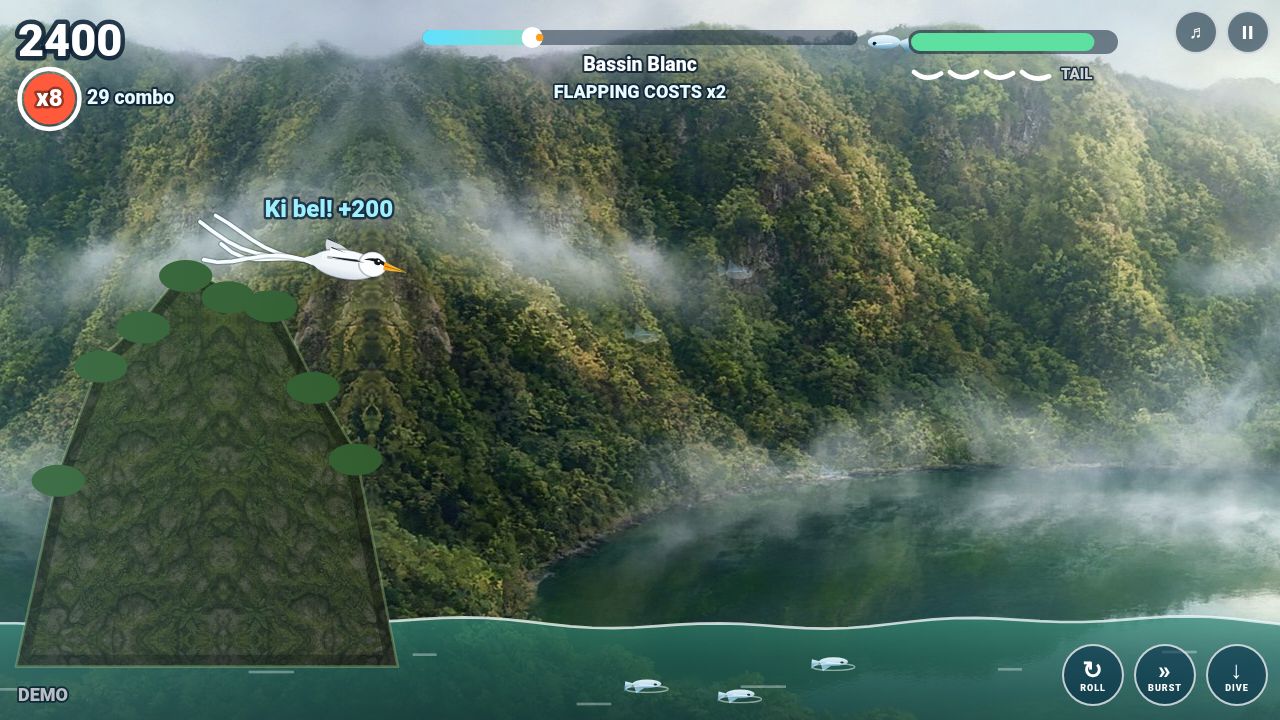 2400
x8 29 combo
Bassin Blanc
FLAPPING COSTS x2
TAIL
Ki bel! +200
DEMO
ROLL
BURST
DIVE